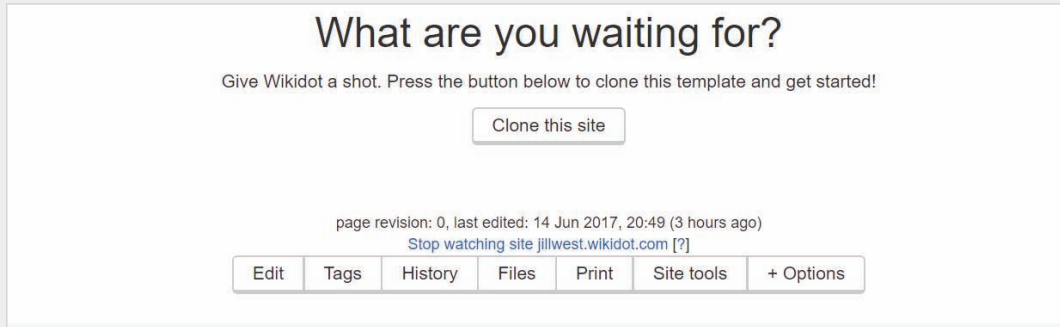 What are you waiting for?
Give Wikidot a shot. Press the button below to clone this template and get started!
Clone this site
page revision: 0, last edited: 14 Jun 2017, 20:49 (3 hours ago)
Stop watching site jillwest.wikidot.com [?]
Edit Tags History Files Print Site tools + Options